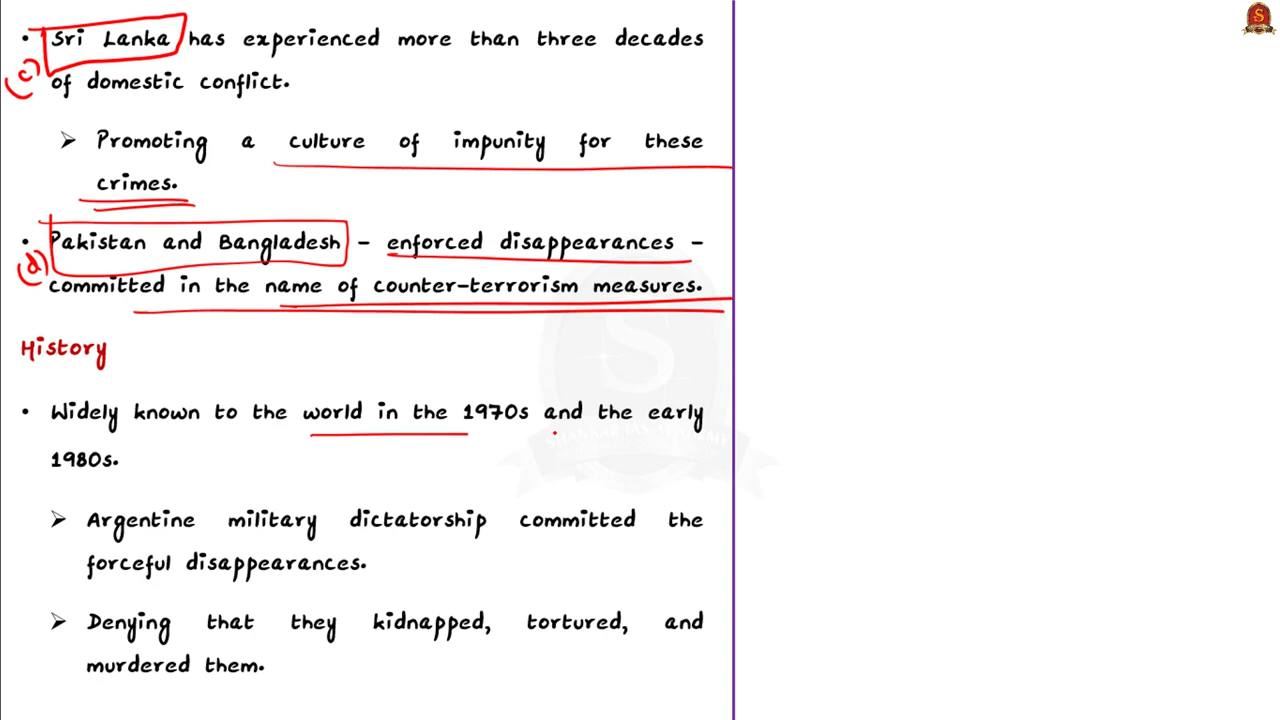 • Sri Lanka has experienced more than three decades
(c)
of domestic conflict.
➢ Promoting a culture of impunity for these
crimes.
• Pakistan and Bangladesh – enforced disappearances –
(d)
committed in the name of counter-terrorism measures.
History
• Widely known to the world in the 1970s and the early
SHANKAR IAS ACADEMY
1980s.
➢ Argentine military dictatorship committed the
forceful disappearances.
➢ Denying that they kidnapped, tortured, and
murdered them.